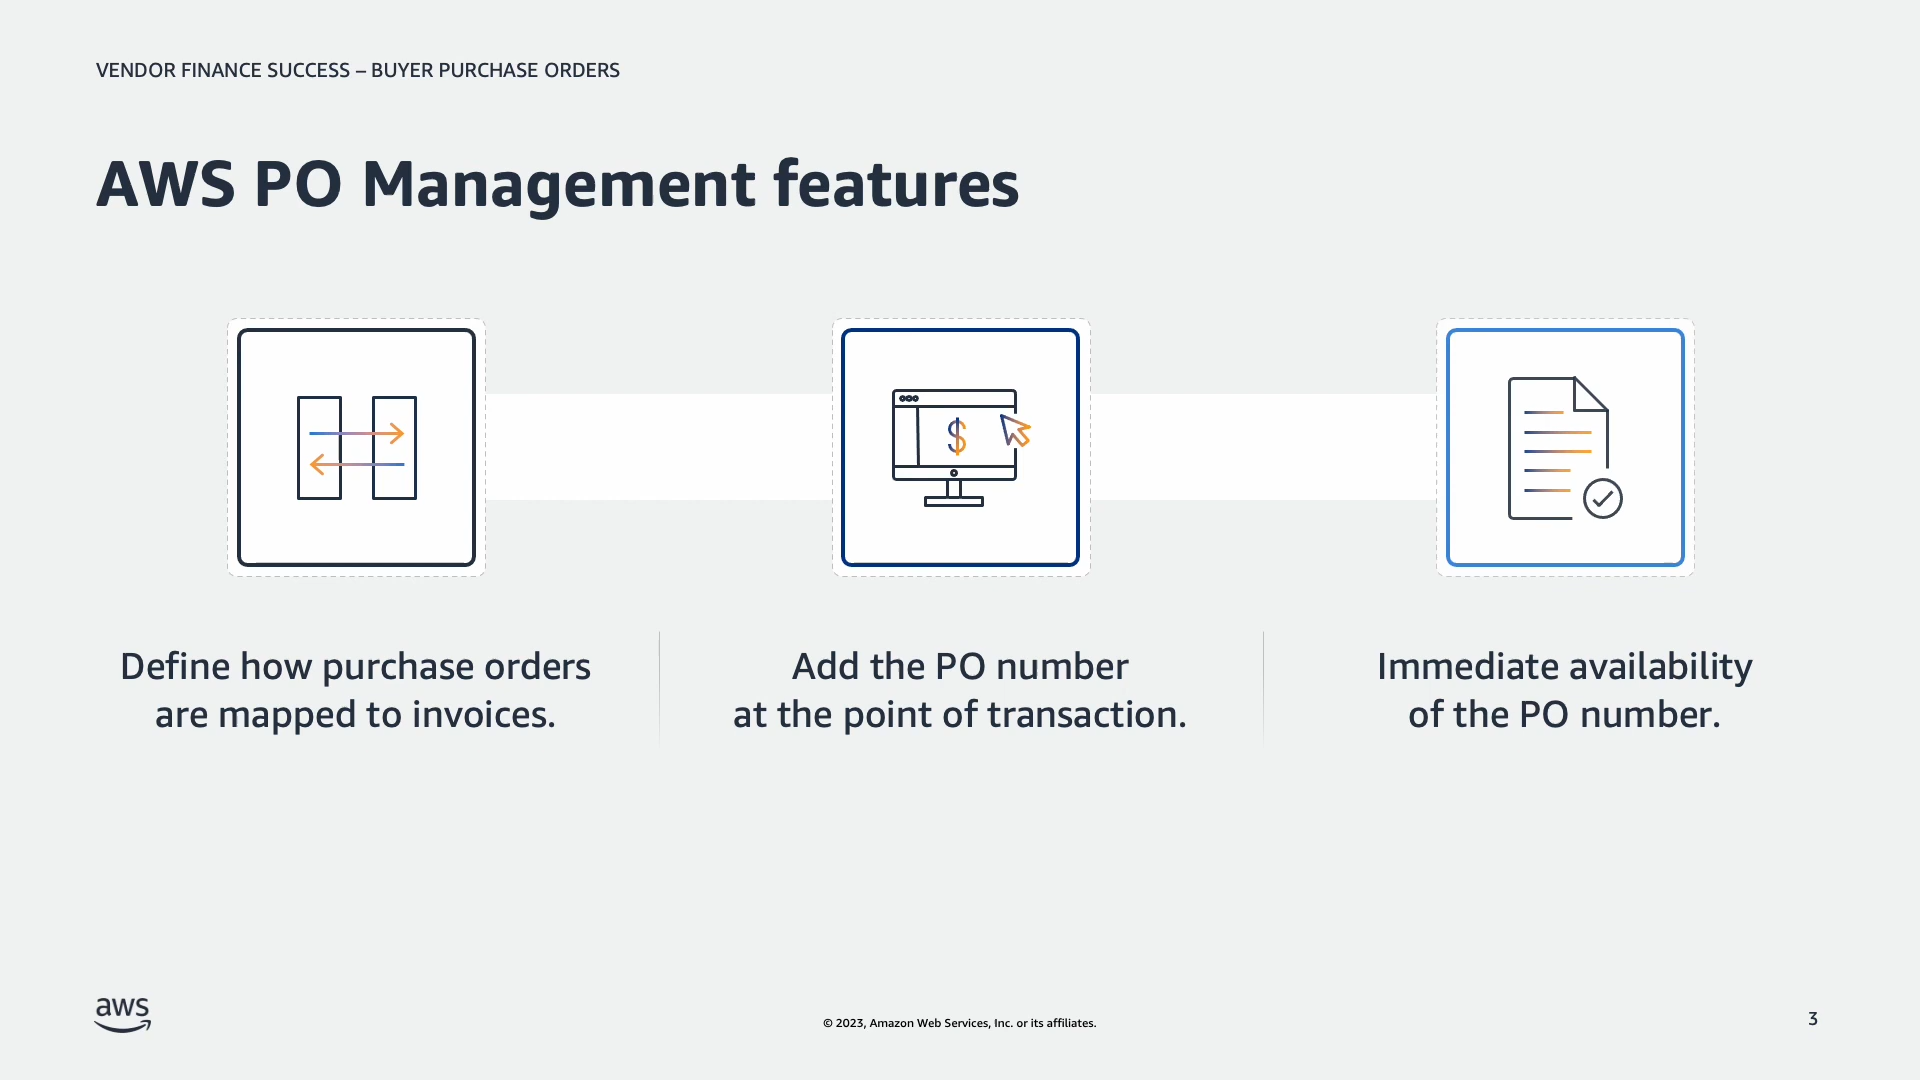 VENDOR FINANCE SUCCESS – BUYER PURCHASE ORDERS
AWS PO Management features
$
Define how purchase orders
are mapped to invoices.
Add the PO number
at the point of transaction.
Immediate availability
of the PO number.
aws
© 2023, Amazon Web Services, Inc. or its affiliates.
3